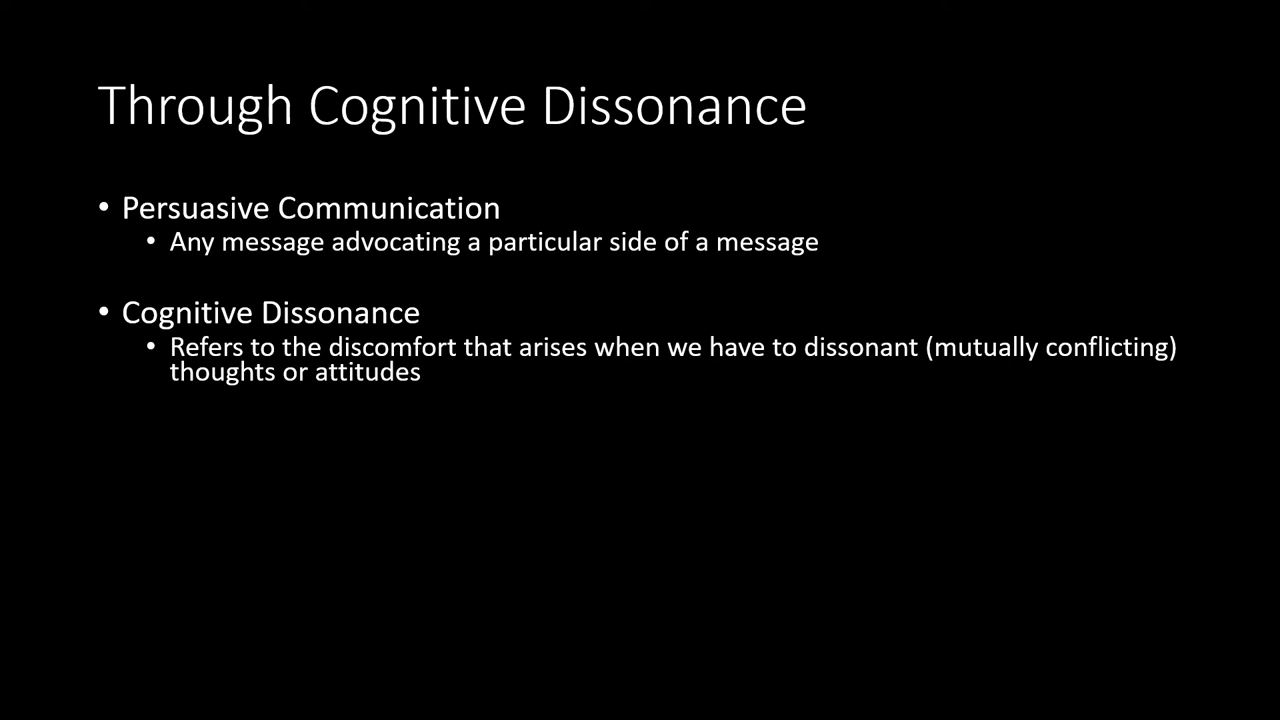 Through Cognitive Dissonance
• Persuasive Communication
• Any message advocating a particular side of a message
• Cognitive Dissonance
• Refers to the discomfort that arises when we have to dissonant (mutually conflicting)
thoughts or attitudes